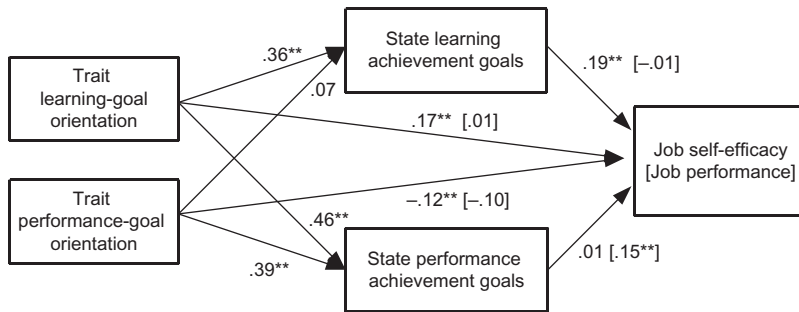 State learning
achievement goals
.36**
.19** [–.01]
Trait
learning-goal
orientation
.07
.17** [.01]
Job self-efficacy
[Job performance]
Trait
performance-goal
orientation
–.12** [–.10]
.46**
.39**
State performance
achievement goals
.01 [.15**]